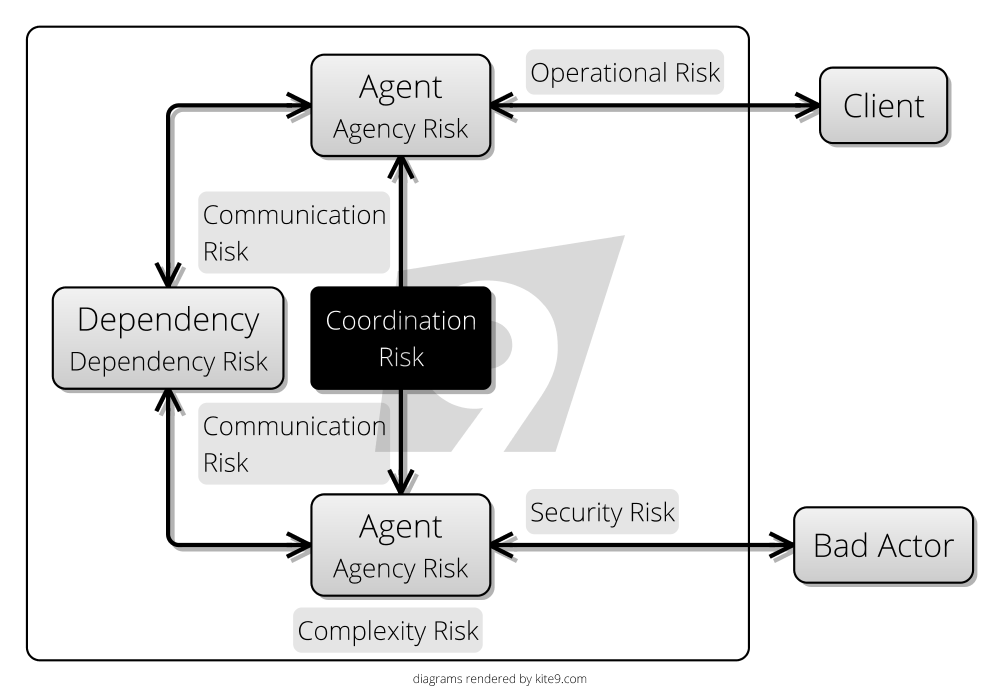 Operational Risk
Agent
Agency Risk
Client
Communication
Risk
Dependency
Dependency Risk
Coordination
Risk
Communication
Risk
Agent
Agency Risk
Security Risk
Bad Actor
Complexity Risk
diagrams rendered by kite9.com